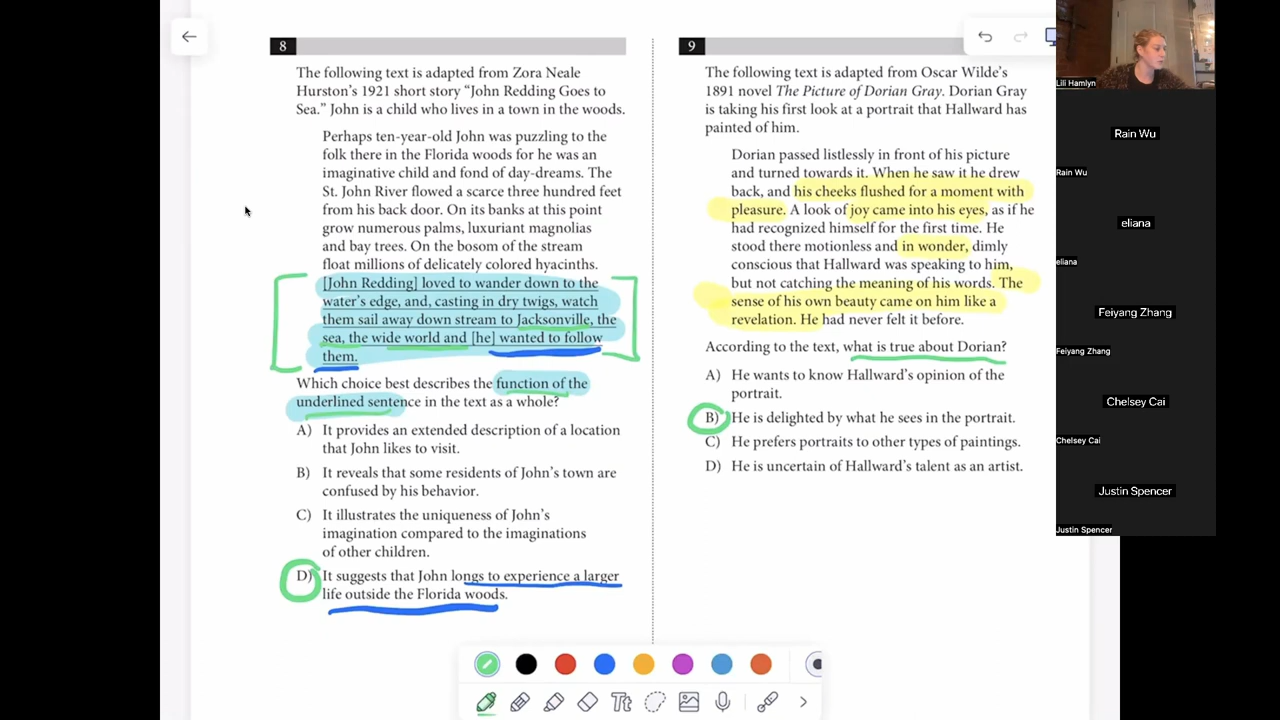 8
The following text is adapted from Zora Neale
Hurston's 1921 short story “John Redding Goes to
Sea.” John is a child who lives in a town in the woods.
Perhaps ten-year-old John was puzzling to the
folk there in the Florida woods for he was an
imaginative child and fond of day-dreams. The
St. John River flowed a scarce three hundred feet
from his back door. On its banks at this point
grow numerous palms, luxuriant magnolias
and bay trees. On the bosom of the stream
float millions of delicately colored hyacinths.
[John Redding] loved to wander down to the
water's edge, and, casting in dry twigs, watch
them sail away down stream to Jacksonville, the
sea, the wide world and [he] wanted to follow
them.
Which choice best describes the function of the
underlined sentence in the text as a whole?
A) It provides an extended description of a location
that John likes to visit.
B) It reveals that some residents of John's town are
confused by his behavior.
C) It illustrates the uniqueness of John's
imagination compared to the imaginations
of other children.
D) It suggests that John longs to experience a larger
life outside the Florida woods.
9
The following text is adapted from Oscar Wilde's
1891 novel The Picture of Dorian Gray. Dorian Gray
is taking his first look at a portrait that Hallward has
painted of him.
Dorian passed listlessly in front of his picture
and turned towards it. When he saw it he drew
back, and his cheeks flushed for a moment with
pleasure. A look of joy came into his eyes, as if he
had recognized himself for the first time. He
stood there motionless and in wonder, dimly
conscious that Hallward was speaking to him,
but not catching the meaning of his words. The
sense of his own beauty came on him like a
revelation. He had never felt it before.
According to the text, what is true about Dorian?
A) He wants to know Hallward's opinion of the
portrait.
B) He is delighted by what he sees in the portrait.
C) He prefers portraits to other types of paintings.
D) He is uncertain of Hallward's talent as an artist.
Tt
Lili Hamlyn
Rain Wu
Rain Wu
eliana
eliana
Feiyang Zhang
Feiyang Zhang
Chelsey Cai
Chelsey Cai
Justin Spencer
Justin Spencer